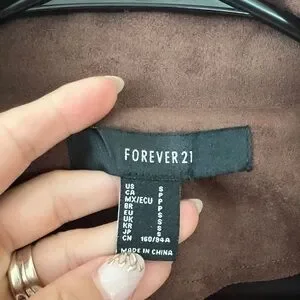 FOREVER 21
US S
CA P
MX/ECU P
BR P
EU S
UK S
KR S
JP S
CN 160/84A
MADE IN CHINA